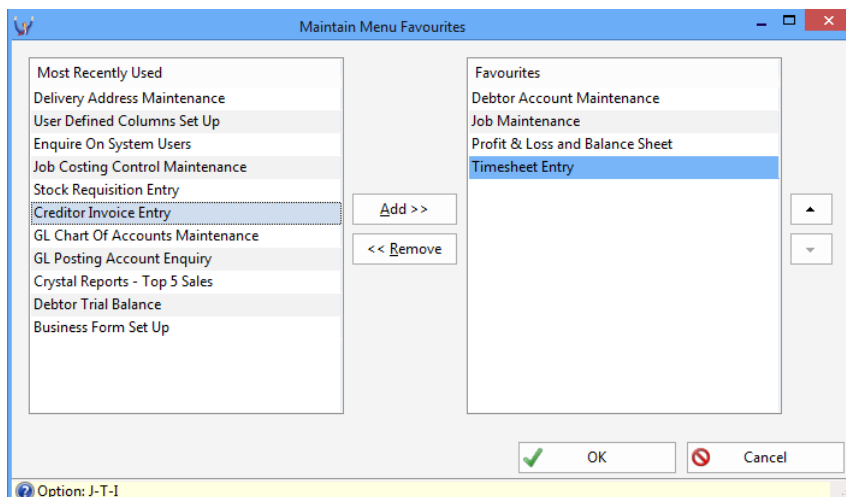 Maintain Menu Favourites
Most Recently Used
Delivery Address Maintenance
User Defined Columns Set Up
Enquire On System Users
Job Costing Control Maintenance
Stock Requisition Entry
Creditor Invoice Entry
GL Chart Of Accounts Maintenance
GL Posting Account Enquiry
Crystal Reports - Top 5 Sales
Debtor Trial Balance
Business Form Set Up
Add >>
<< Remove
Favourites
Debtor Account Maintenance
Job Maintenance
Profit & Loss and Balance Sheet
Timesheet Entry
OK
Cancel
Option: J-T-I